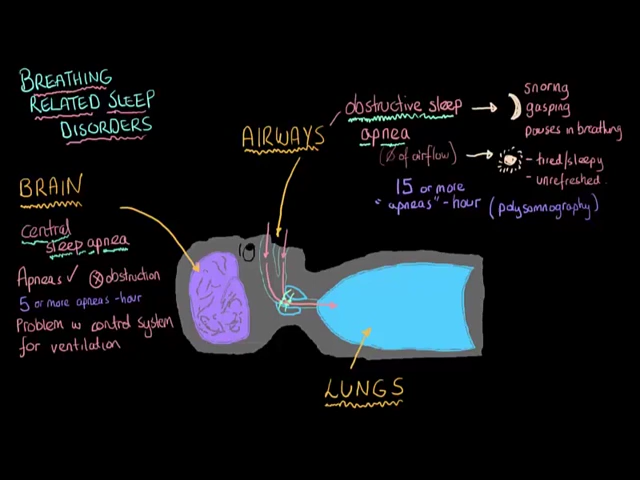 BREATHING
RELATED SLEEP
DISORDERS
BRAIN
central
sleep apnea
Apneas ✓ ⊗ obstruction
5 or more apneas -hour
Problem w control system
for ventilation
AIRWAYS
obstructive sleep
apnea
(Ø of airflow)
15 or more
"apneas" - hour (polysomnography)
snoring
gasping
pauses in breathing
- tired/sleepy
- unrefreshed.
LUNGS